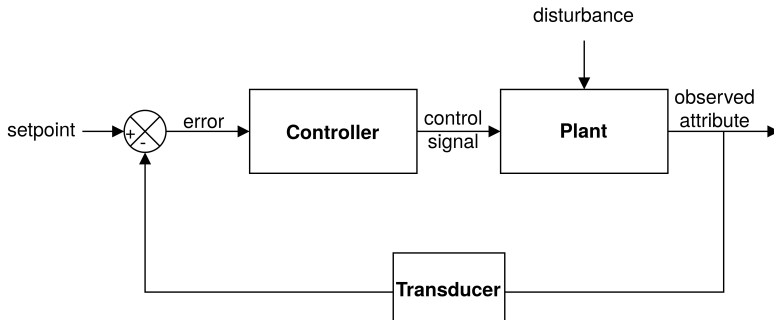 disturbance
setpoint
+
-
error
Controller
control
signal
Plant
observed
attribute
Transducer